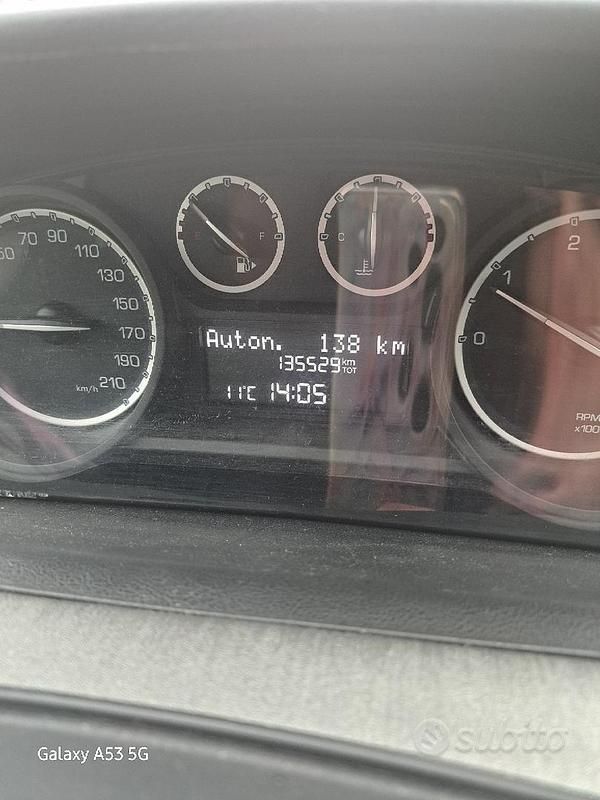 50 70 90 110 130 150 170 190 210
km/h
E F
C
0 1 2
RPM
x100
Auton. 138 km
135529 km TOT
11°C 14:05
Galaxy A53 5G
subito